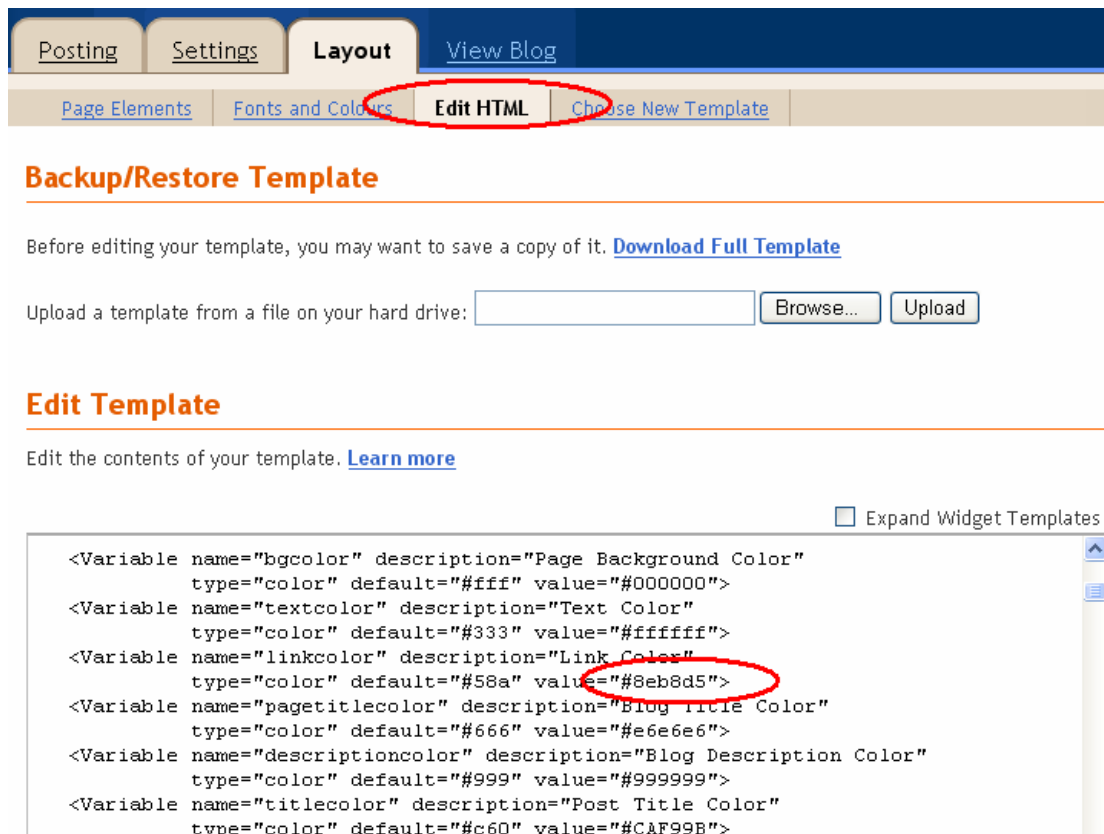 Posting Settings Layout View Blog
Page Elements Fonts and Colours Edit HTML Choose New Template
Backup/Restore Template
Before editing your template, you may want to save a copy of it. Download Full Template
Upload a template from a file on your hard drive: Browse... Upload
Edit Template
Edit the contents of your template. Learn more
Expand Widget Templates
<Variable name="bgcolor" description="Page Background Color"
type="color" default="#fff" value="#000000">
<Variable name="textcolor" description="Text Color"
type="color" default="#333" value="#ffffff">
<Variable name="linkcolor" description="Link Color"
type="color" default="#58a" value="#8eb8d5">
<Variable name="pagetitlecolor" description="Blog Title Color"
type="color" default="#666" value="#e6e6e6">
<Variable name="descriptioncolor" description="Blog Description Color"
type="color" default="#999" value="#999999">
<Variable name="titlecolor" description="Post Title Color"
type="color" default="#c60" value="#CAF99B">